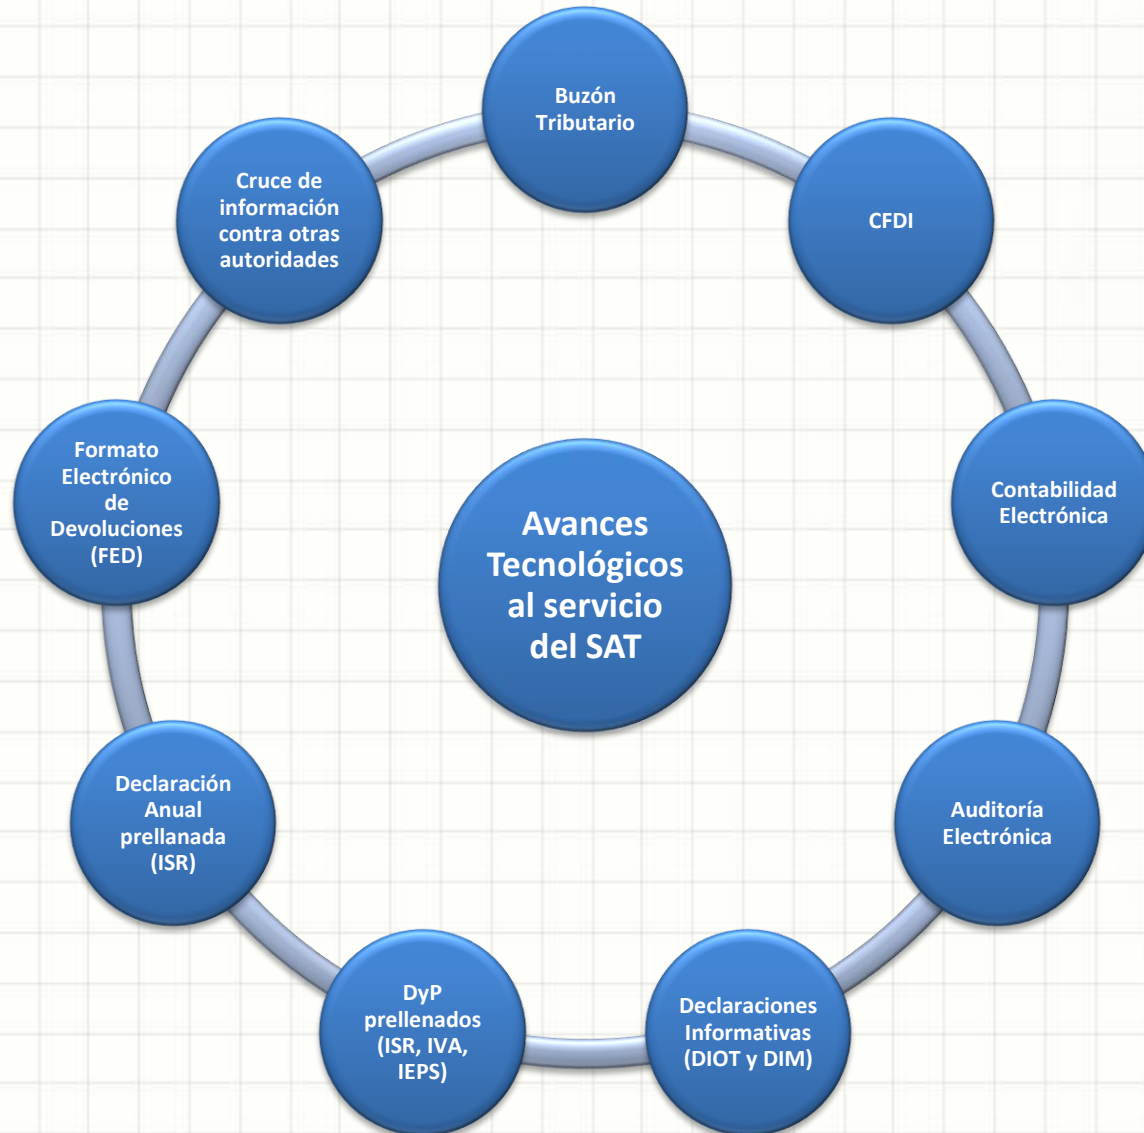 Buzón
Tributario
CFDI
Contabilidad
Electrónica
Auditoría
Electrónica
Declaraciones
Informativas
(DIOT y DIM)
DyP
prellenados
(ISR, IVA,
IEPS)
Declaración
Anual
prellanada
(ISR)
Formato
Electrónico
de
Devoluciones
(FED)
Cruce de
información
contra otras
autoridades
Avances
Tecnológicos
al servicio
del SAT